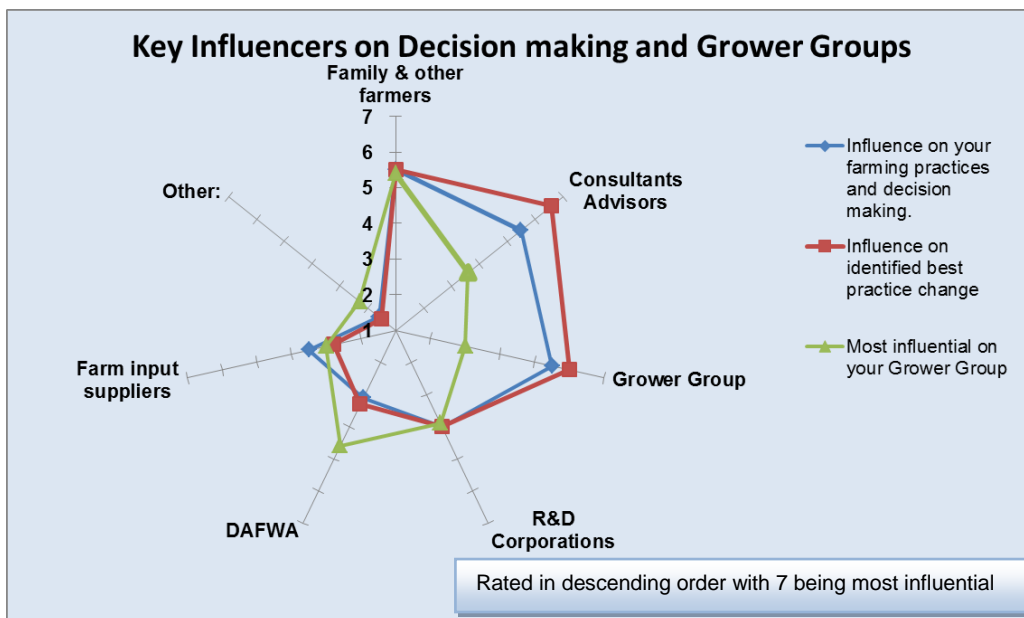 Key Influencers on Decision making and Grower Groups
Family & other
farmers
7
6
5
4
3
2
1
Consultants
Advisors
Grower Group
R&D
Corporations
DAFWA
Farm input
suppliers
Other:
Influence on your
farming practices
and decision
making.
Influence on
identified best
practice change
Most influential on
your Grower Group
Rated in descending order with 7 being most influential